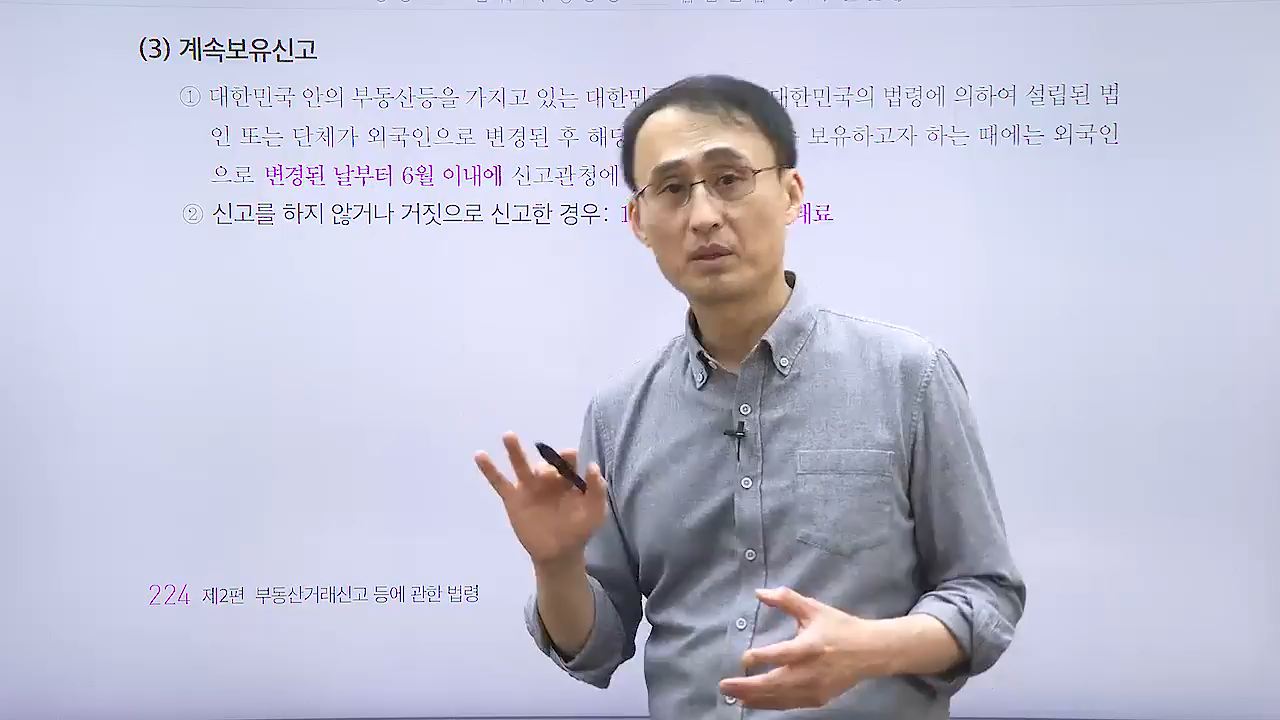 (3) 계속보유신고
① 대한민국 안의 부동산등을 가지고 있는 대한민 대한민국의 법령에 의하여 설립된 법
인 또는 단체가 외국인으로 변경된 후 해당 보유하고자 하는 때에는 외국인
으로 변경된 날부터 6월 이내에 신고관청에
② 신고를 하지 않거나 거짓으로 신고한 경우: 1 태료
224 제2편 부동산거래신고 등에 관한 법령